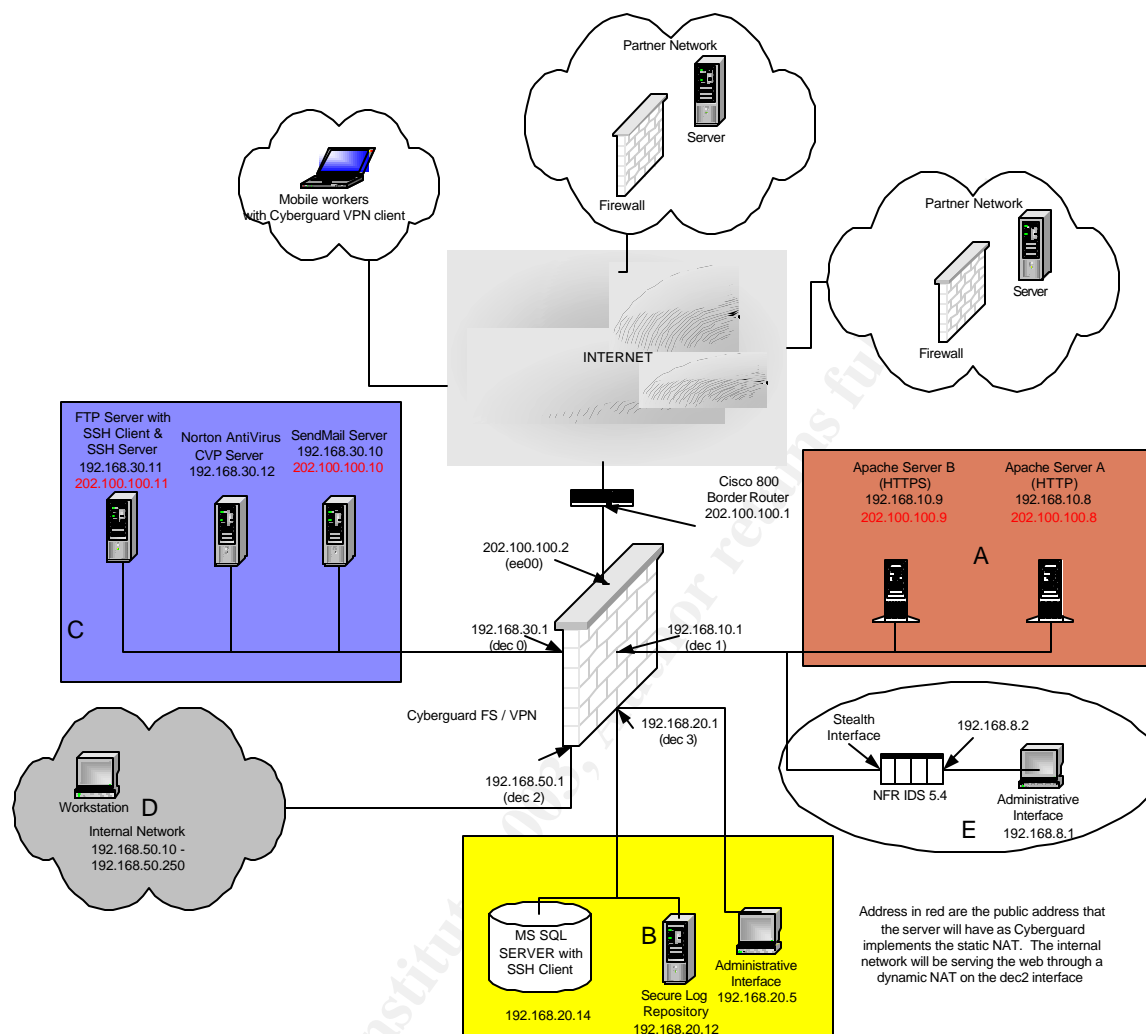 Partner Network
Server
Firewall
Mobile workers
with Cyberguard VPN client
Partner Network
Server
Firewall
INTERNET
FTP Server with
SSH Client &
SSH Server
192.168.30.11
202.100.100.11
Norton AntiVirus
CVP Server
192.168.30.12
SendMail Server
192.168.30.10
202.100.100.10
C
Cisco 800
Border Router
202.100.100.1
Apache Server B
(HTTPS)
192.168.10.9
202.100.100.9
Apache Server A
(HTTP)
192.168.10.8
202.100.100.8
A
202.100.100.2
(ee00)
192.168.30.1
(dec 0)
192.168.10.1
(dec 1)
Cyberguard FS / VPN
192.168.20.1
(dec 3)
192.168.50.1
(dec 2)
Workstation
D
Internal Network
192.168.50.10 -
192.168.50.250
Stealth
Interface
192.168.8.2
NFR IDS 5.4
Administrative
Interface
192.168.8.1
E
MS SQL
SERVER with
SSH Client
192.168.20.14
B
Secure Log
Repository
192.168.20.12
Administrative
Interface
192.168.20.5
Address in red are the public address that
the server will have as Cyberguard
implements the static NAT. The internal
network will be serving the web through a
dynamic NAT on the dec2 interface